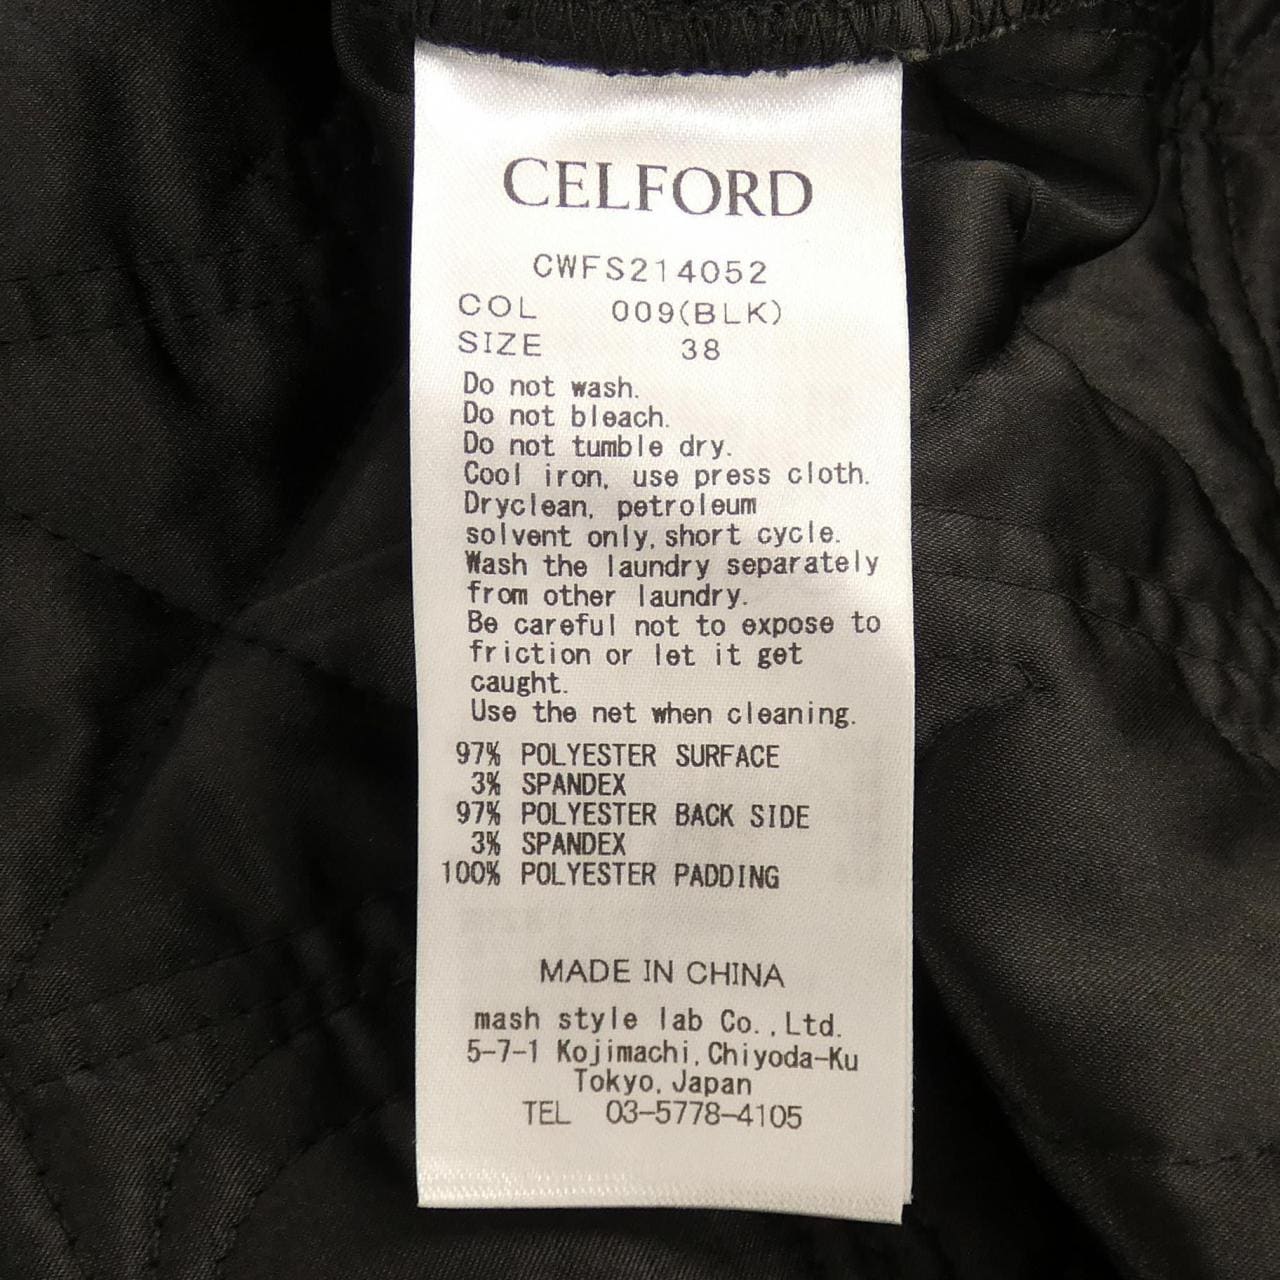 CELFORD
CWFS214052
COL 009(BLK)
SIZE 38
Do not wash.
Do not bleach.
Do not tumble dry.
Cool iron, use press cloth.
Dryclean, petroleum
solvent only, short cycle.
Wash the laundry separately
from other laundry.
Be careful not to expose to
friction or let it get
caught.
Use the net when cleaning.
97% POLYESTER SURFACE
3% SPANDEX
97% POLYESTER BACK SIDE
3% SPANDEX
100% POLYESTER PADDING
MADE IN CHINA
mash style lab Co.,Ltd.
5-7-1 Kojimachi, Chiyoda-Ku
Tokyo, Japan
TEL 03-5778-4105